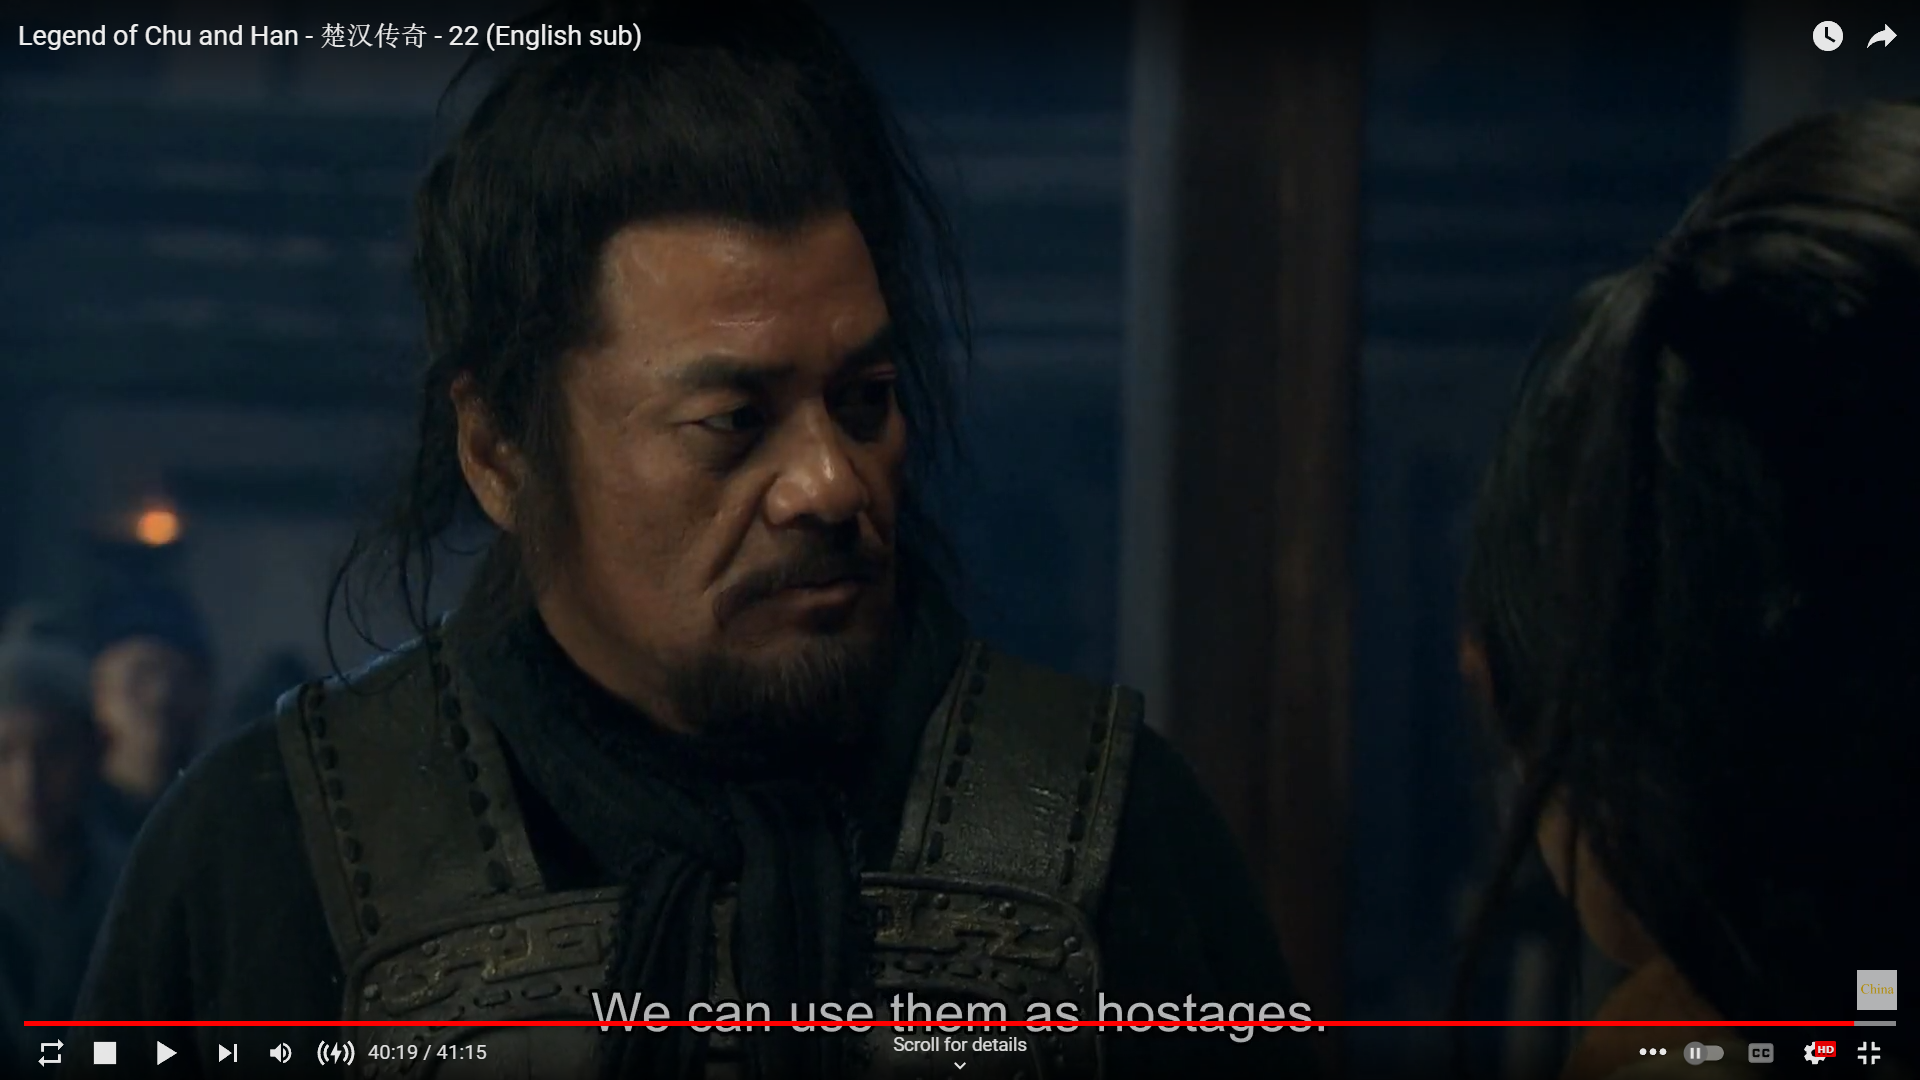 Legend of Chu and Han - 楚汉传奇 - 22 (English sub)
We can use them as hostages.
China
Scroll for details
40:19 / 41:15
CC
HD